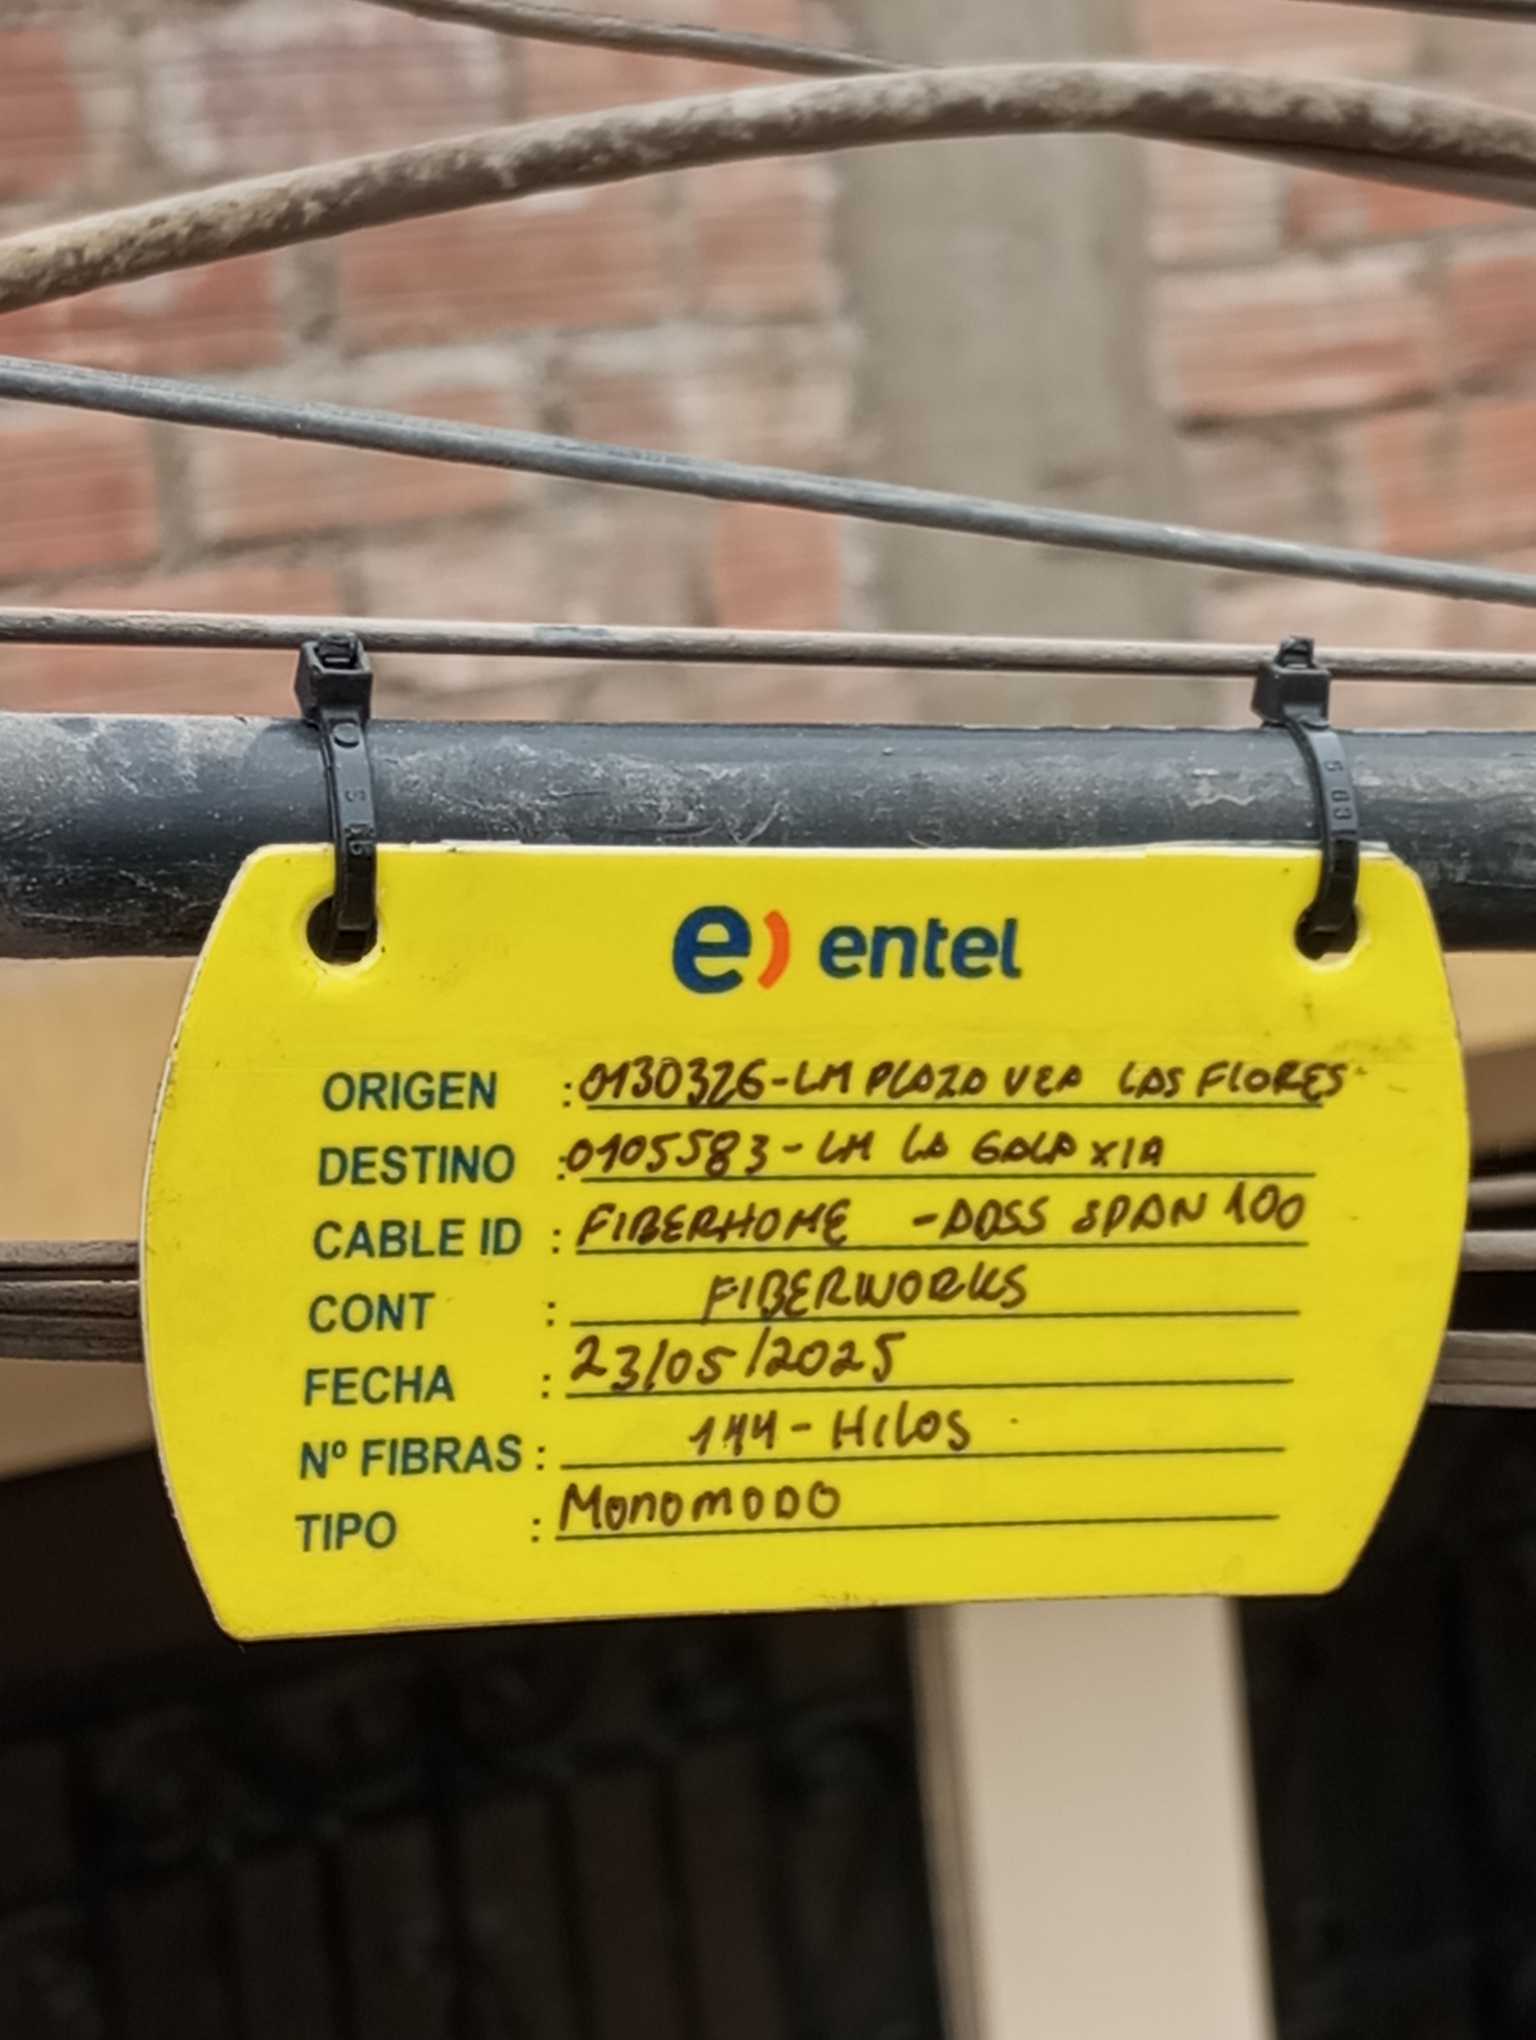 e) entel
ORIGEN : 0130326-LM PLAZA VEA LAS FLORES
DESTINO : 0105583-LM LA GALAXIA
CABLE ID : FIBERHOME -ADSS SPAN 100
CONT : FIBERWORKS
FECHA : 23/05/2025
Nº FIBRAS : 144-HILOS
TIPO : MONOMODO